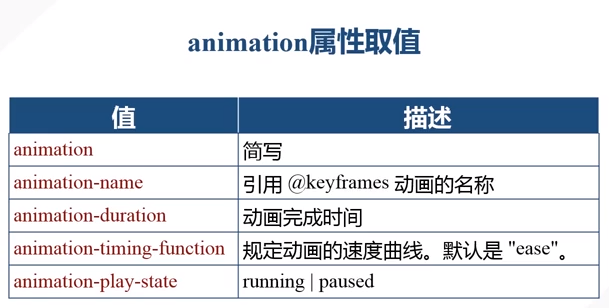 animation属性取值
值 描述
animation 简写
animation-name 引用 @keyframes 动画的名称
animation-duration 动画完成时间
animation-timing-function 规定动画的速度曲线。默认是 "ease"。
animation-play-state running | paused